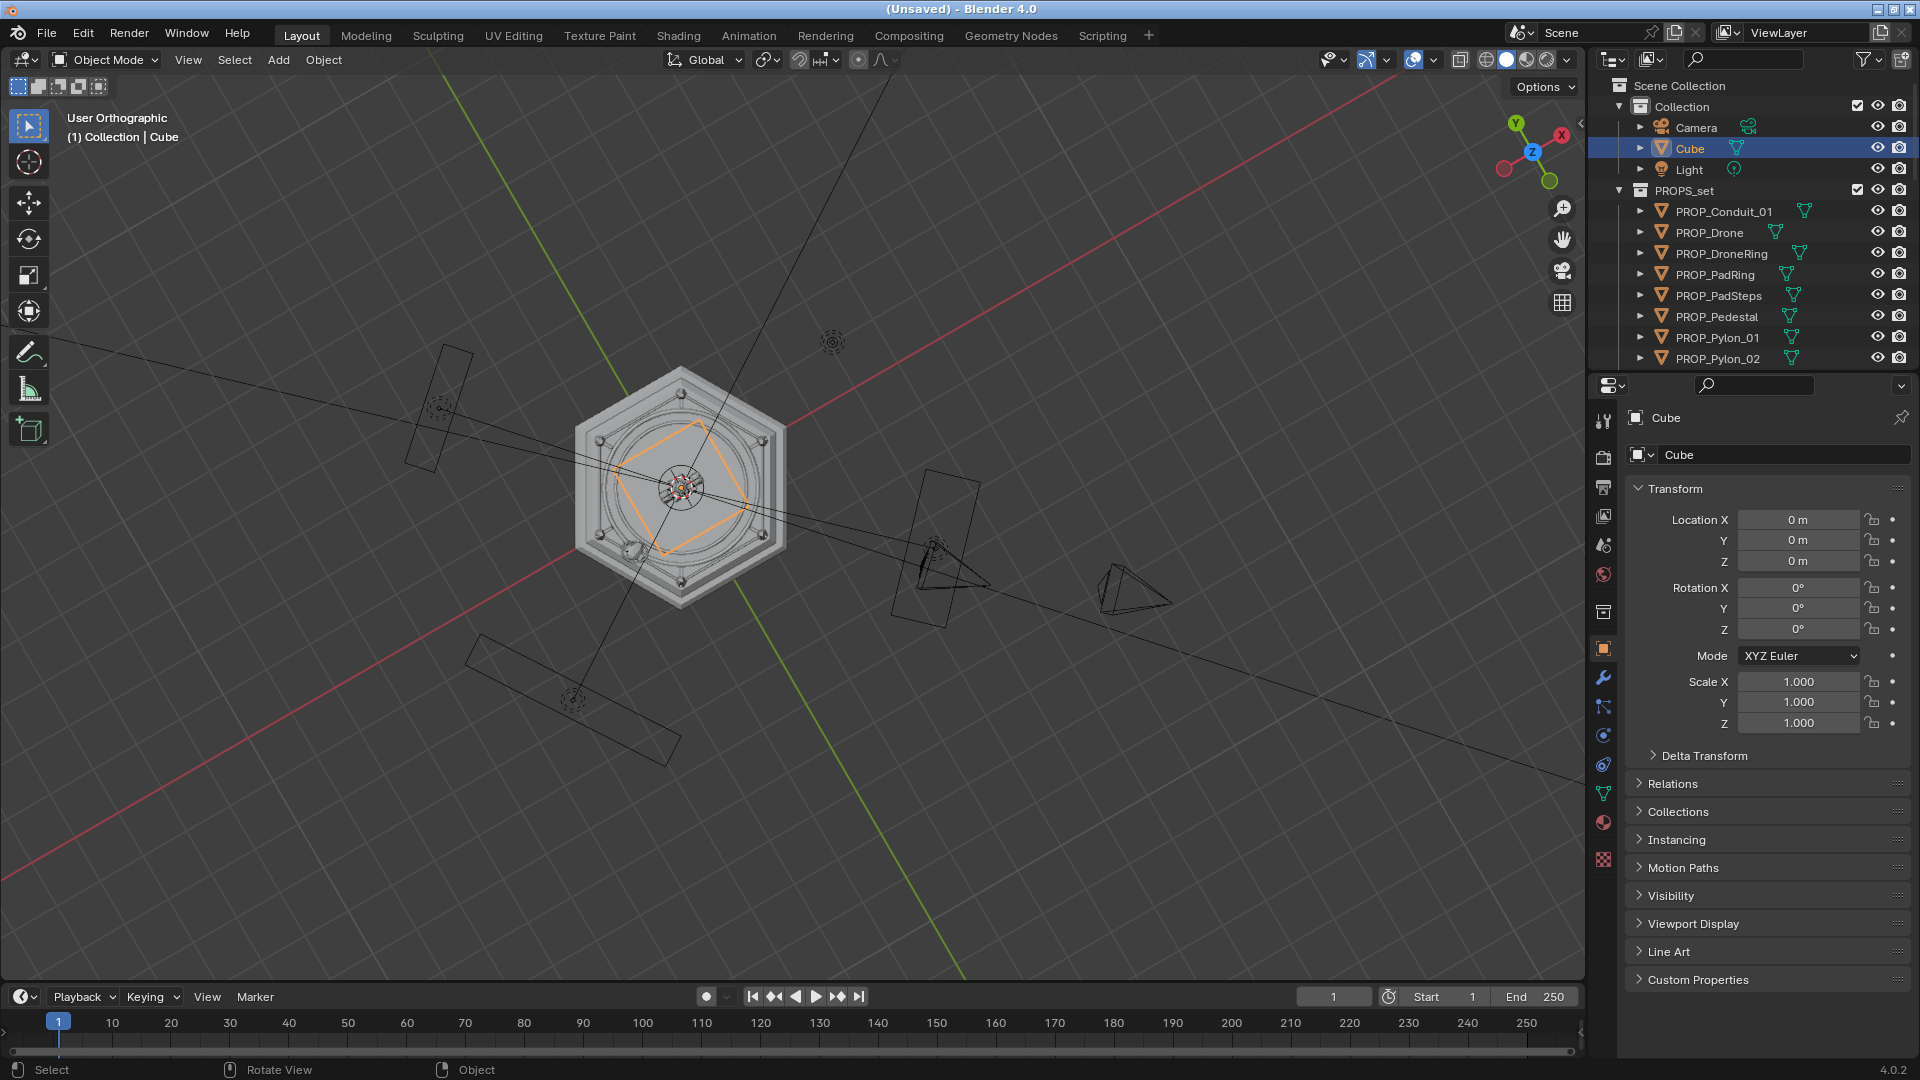 (Unsaved) - Blender 4.0
File Edit Render Window Help Layout Modeling Sculpting UV Editing Texture Paint Shading Animation Rendering Compositing Geometry Nodes Scripting Scene ViewLayer
Object Mode View Select Add Object Global
Options
User Orthographic
(1) Collection | Cube
Y
X
Z
Scene Collection
Collection
Camera
Cube
Light
PROPS_set
PROP_Conduit_01
PROP_Drone
PROP_DroneRing
PROP_PadRing
PROP_PadSteps
PROP_Pedestal
PROP_Pylon_01
PROP_Pylon_02
Cube
Cube
Transform
Location X 0 m
Y 0 m
Z 0 m
Rotation X 0°
Y 0°
Z 0°
Mode XYZ Euler
Scale X 1.000
Y 1.000
Z 1.000
Delta Transform
Relations
Collections
Instancing
Motion Paths
Visibility
Viewport Display
Line Art
Custom Properties
Playback Keying View Marker 1 Start 1 End 250
1 10 20 30 40 50 60 70 80 90 100 110 120 130 140 150 160 170 180 190 200 210 220 230 240 250
Select Rotate View Object 4.0.2